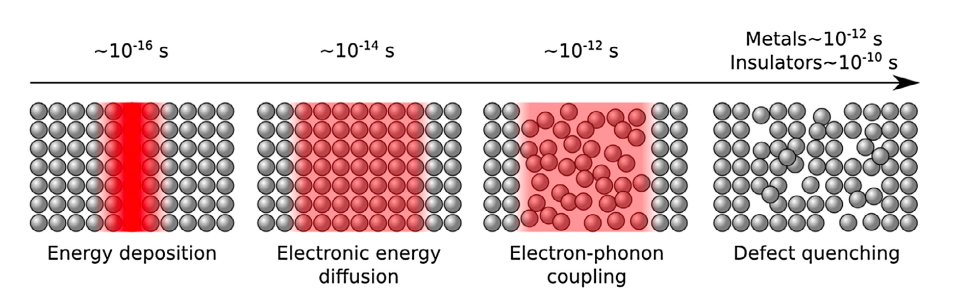 ~10⁻¹⁶ s
~10⁻¹⁴ s
~10⁻¹² s
Metals~10⁻¹² s
Insulators~10⁻¹⁰ s
Energy deposition
Electronic energy
diffusion
Electron-phonon
coupling
Defect quenching